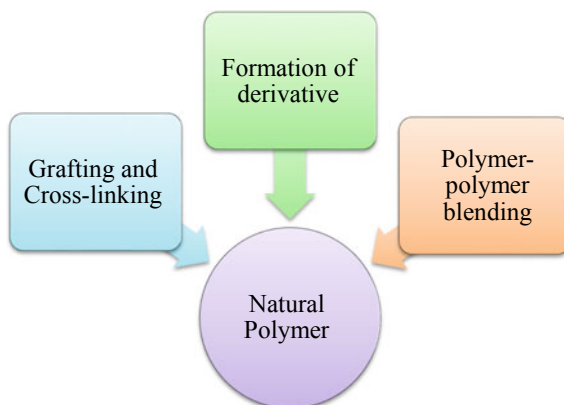 Formation of
derivative
Grafting and
Cross-linking
Polymer-
polymer
blending
Natural
Polymer